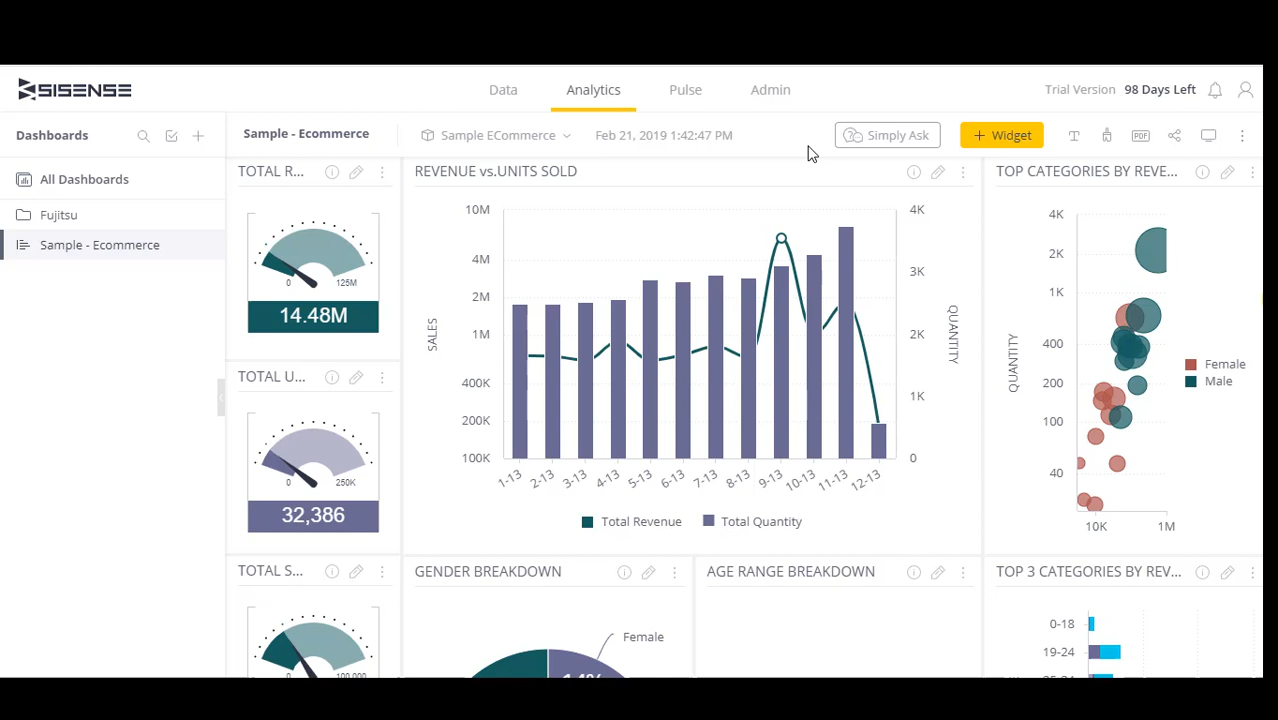 SISENSE
Data
Analytics
Pulse
Admin
Trial Version 98 Days Left
Dashboards
Sample - Ecommerce
Sample ECommerce
Feb 21, 2019 1:42:47 PM
Simply Ask
+ Widget
PDF
All Dashboards
Fujitsu
Sample - Ecommerce
TOTAL R...
0
125M
14.48M
TOTAL U...
0
250K
32,386
TOTAL S...
0
100,000
REVENUE vs.UNITS SOLD
10M
4M
2M
1M
400K
200K
100K
SALES
4K
3K
2K
1K
0
QUANTITY
1-13
2-13
3-13
4-13
5-13
6-13
7-13
8-13
9-13
10-13
11-13
12-13
Total Revenue
Total Quantity
TOP CATEGORIES BY REVE...
4K
2K
1K
400
200
100
40
QUANTITY
10K
1M
Female
Male
GENDER BREAKDOWN
Female
AGE RANGE BREAKDOWN
TOP 3 CATEGORIES BY REV...
0-18
19-24